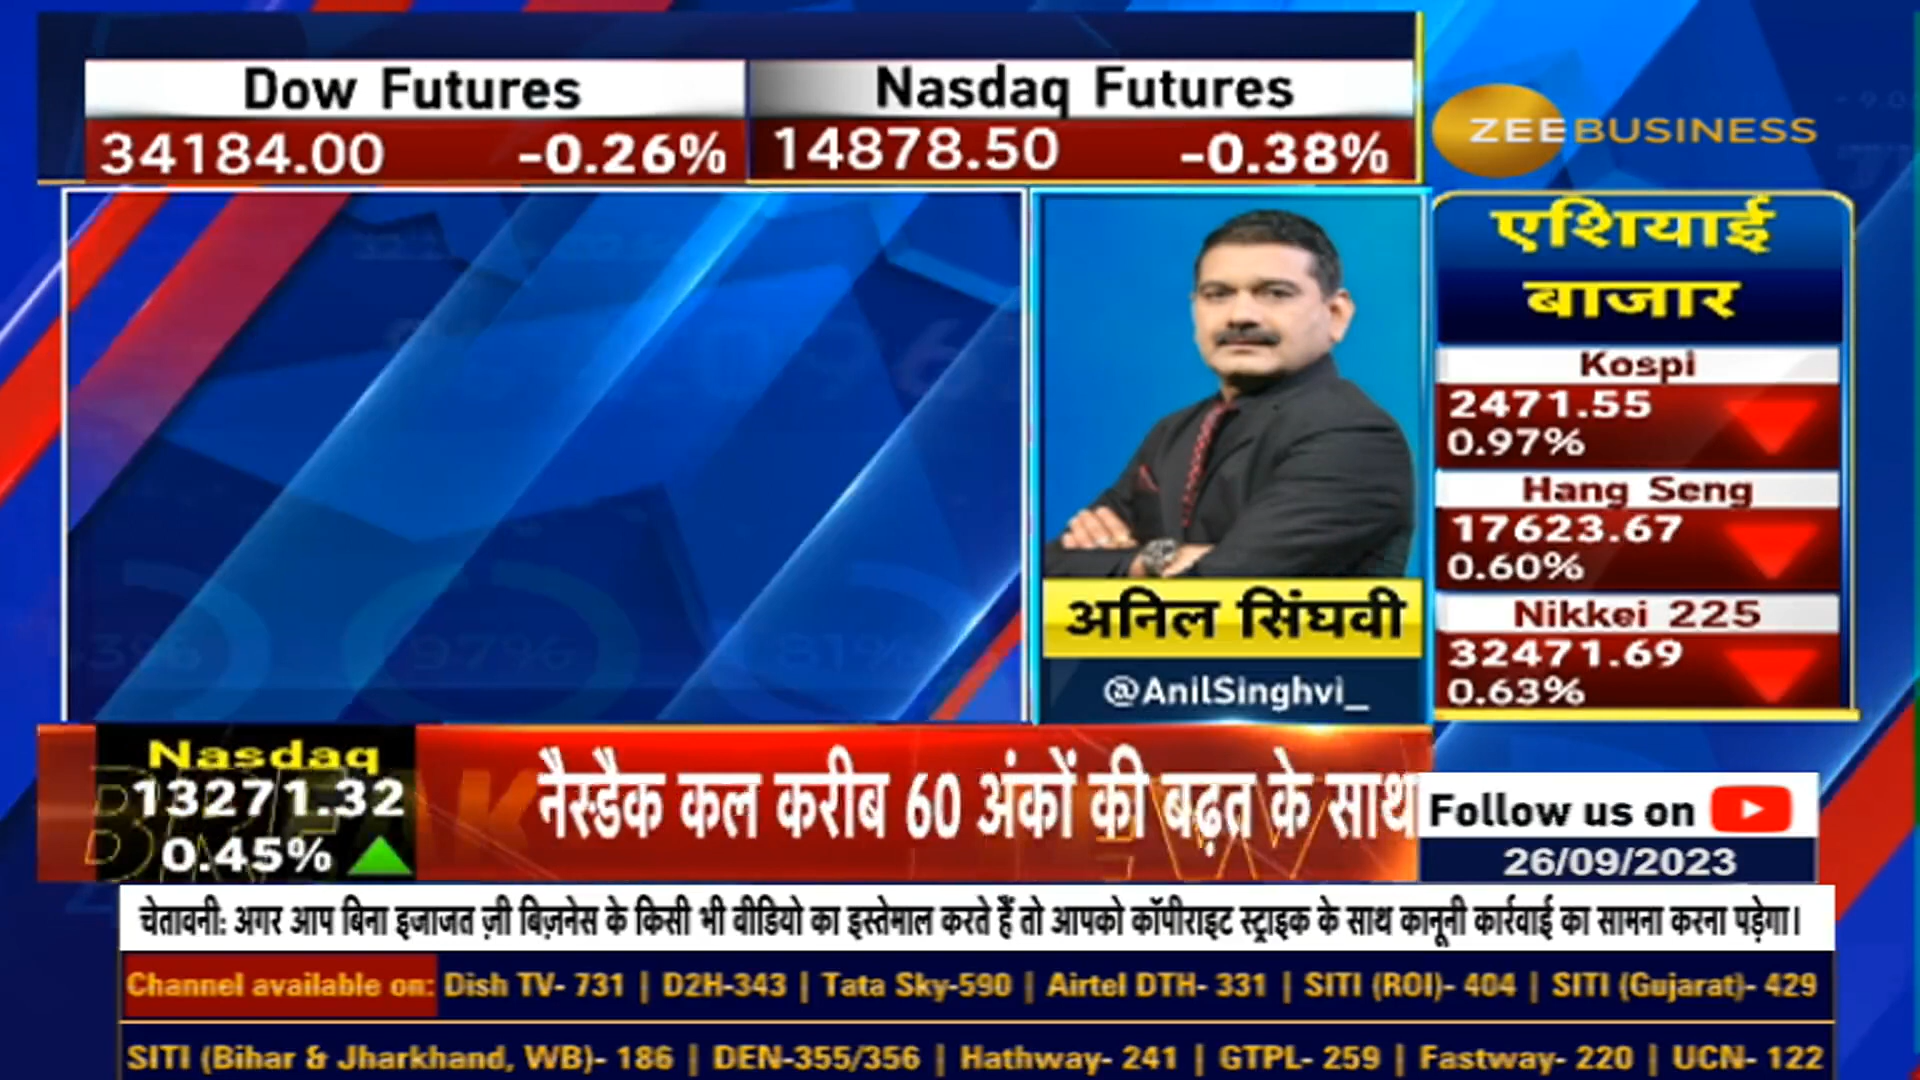 Dow Futures
34184.00 -0.26%
Nasdaq Futures
14878.50 -0.38%
ZEEBUSINESS
एशियाई
बाजार
Kospi
2471.55
0.97%
Hang Seng
17623.67
0.60%
Nikkei 225
32471.69
0.63%
अनिल सिंघवी
@AnilSinghvi_
Nasdaq
13271.32
0.45%
नैस्डैक कल करीब 60 अंकों की बढ़त के साथ
Follow us on
26/09/2023
चेतावनी: अगर आप बिना इजाजत ज़ी बिज़नेस के किसी भी वीडियो का इस्तेमाल करते हैं तो आपको कॉपीराइट स्ट्राइक के साथ कानूनी कार्रवाई का सामना करना पड़ेगा।
Channel available on: Dish TV- 731 | D2H-343 | Tata Sky-590 | Airtel DTH- 331 | SITI (ROI)- 404 | SITI (Gujarat)- 429
SITI (Bihar & Jharkhand, WB)- 186 | DEN-355/356 | Hathway- 241 | GTPL- 259 | Fastway- 220 | UCN- 122